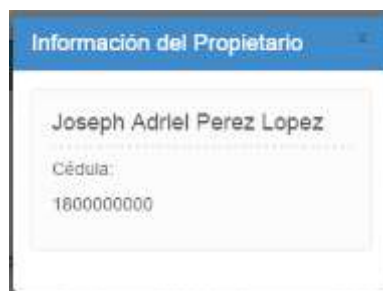 Información del Propietario
Joseph Adriel Perez Lopez
Cédula:
1800000000